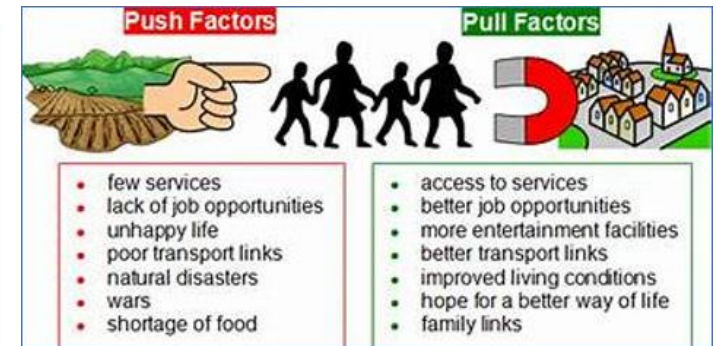 Push Factors
Pull Factors
• few services
• lack of job opportunities
• unhappy life
• poor transport links
• natural disasters
• wars
• shortage of food
• access to services
• better job opportunities
• more entertainment facilities
• better transport links
• improved living conditions
• hope for a better way of life
• family links